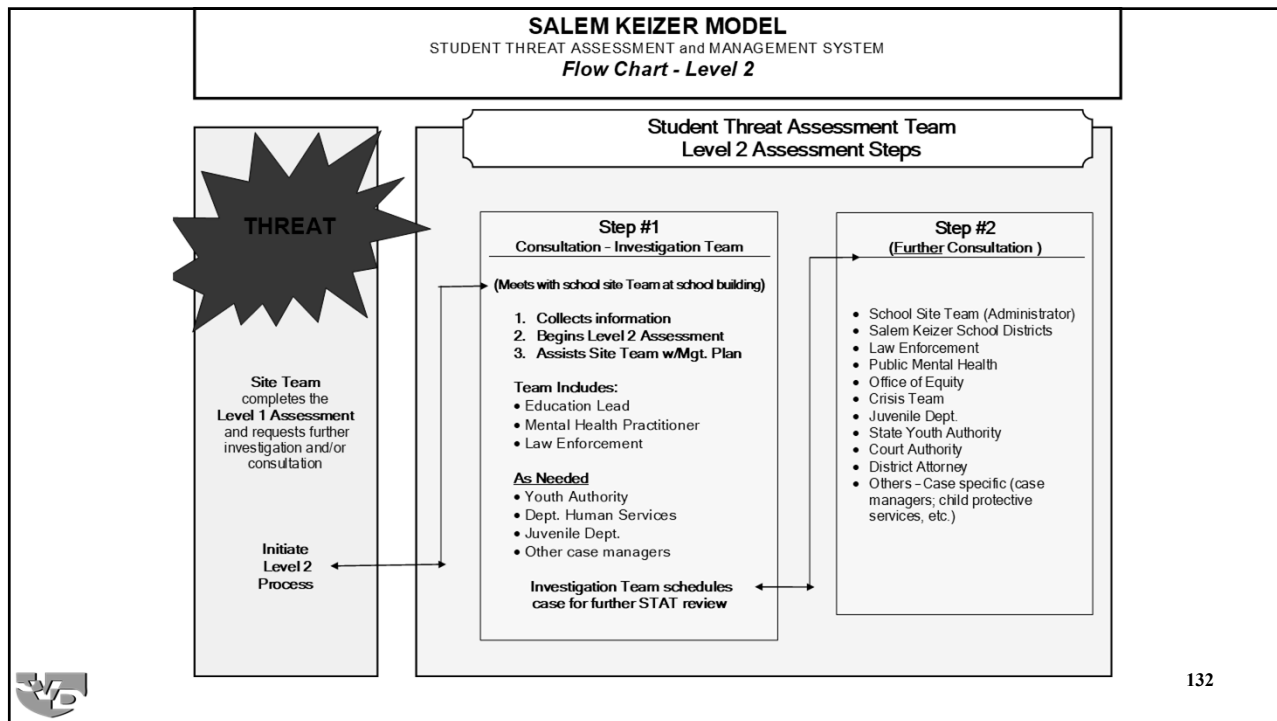 SALEM KEIZER MODEL
STUDENT THREAT ASSESSMENT and MANAGEMENT SYSTEM
Flow Chart - Level 2
THREAT
Site Team
completes the
Level 1 Assessment
and requests further
investigation and/or
consultation
Initiate
Level 2
Process
Student Threat Assessment Team
Level 2 Assessment Steps
Step #1
Consultation – Investigation Team
(Meets with school site Team at school building)
1. Collects information
2. Begins Level 2 Assessment
3. Assists Site Team w/Mgt. Plan
Team Includes:
• Education Lead
• Mental Health Practitioner
• Law Enforcement
As Needed
• Youth Authority
• Dept. Human Services
• Juvenile Dept.
• Other case managers
Investigation Team schedules
case for further STAT review
Step #2
(Further Consultation )
• School Site Team (Administrator)
• Salem Keizer School Districts
• Law Enforcement
• Public Mental Health
• Office of Equity
• Crisis Team
• Juvenile Dept.
• State Youth Authority
• Court Authority
• District Attorney
• Others – Case specific (case
managers; child protective
services, etc.)
132